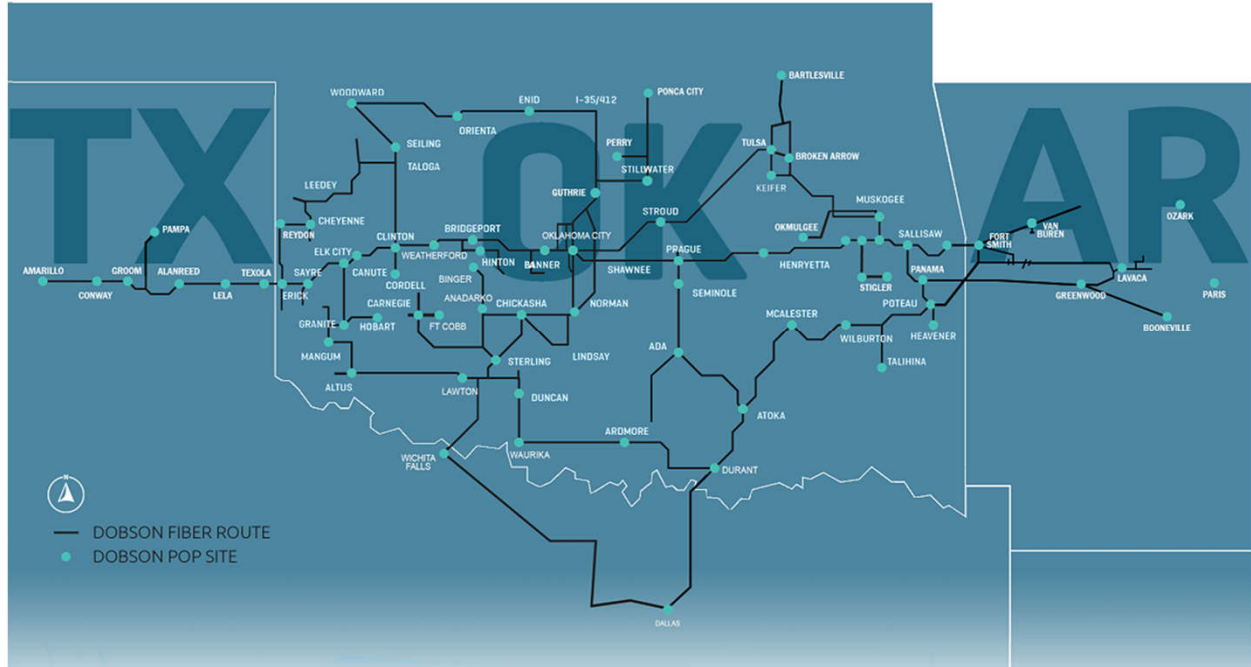 TX
OK
AR
BARTLESVILLE
WOODWARD
ENID
I-35/412
PONCA CITY
ORIENTA
SEILING
PERRY
TULSA
BROKEN ARROW
TALOGA
STILLWATER
KEIFER
LEEDEY
GUTHRIE
MUSKOGEE
OZARK
CHEYENNE
REYDON
STROUD
OKMULGEE
VAN
BUREN
PAMPA
BRIDGEPORT
OKLAHOMA CITY
CLINTON
SALLISAW
FORT
SMITH
ELK CITY
WEATHERFORD
HINTON
BANNER
PRAGUE
AMARILLO
GROOM
ALANREED
TEXOLA
SAYRE
CANUTE
BINGER
SHAWNEE
HENRYETTA
PANAMA
LAVACA
CONWAY
LELA
ERICK
CORDELL
SEMINOLE
STIGLER
GREENWOOD
PARIS
CARNEGIE
ANADARKO
CHICKASHA
NORMAN
POTEAU
GRANITE
HOBART
FT COBB
MCALESTER
BOONEVILLE
MANGUM
LINDSAY
WILBURTON
HEAVENER
STERLING
ADA
TALIHINA
ALTUS
LAWTON
DUNCAN
ATOKA
ARDMORE
WICHITA
FALLS
WAURIKA
DURANT
N
DOBSON FIBER ROUTE
DOBSON POP SITE
DALLAS